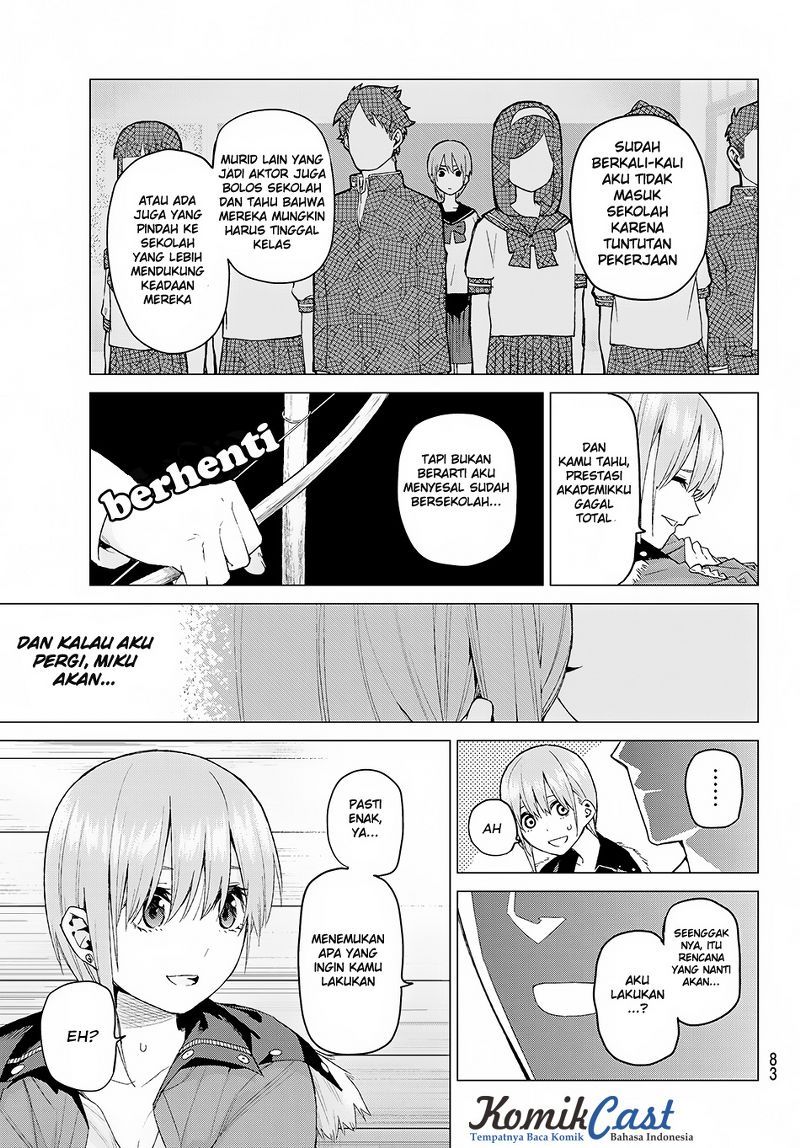 SUDAH
BERKALI-KALI
AKU TIDAK
MASUK
SEKOLAH
KARENA
TUNTUTAN
PEKERJAAN
MURID LAIN YANG
JADI AKTOR JUGA
BOLOS SEKOLAH
DAN TAHU BAHWA
MEREKA MUNGKIN
HARUS TINGGAL
KELAS
ATAU ADA
JUGA YANG
PINDAH KE
SEKOLAH
YANG LEBIH
MENDUKUNG
KEADAAN
MEREKA
DAN
KAMU TAHU,
PRESTASI
AKADEMIKKU
GAGAL
TOTAL
TAPI BUKAN
BERARTI AKU
MENYESAL SUDAH
BERSEKOLAH...
berhenti
DAN KALAU AKU
PERGI, MIKU
AKAN...
......
AH
SEENGGAK
NYA, ITU
RENCANA
YANG NANTI
AKAN...
AKU
LAKUKAN
...?
PASTI
ENAK,
YA...
MENEMUKAN
APA YANG
INGIN KAMU
LAKUKAN
EH?
83
KomikCast
Tempatnya Baca Komik Bahasa Indonesia